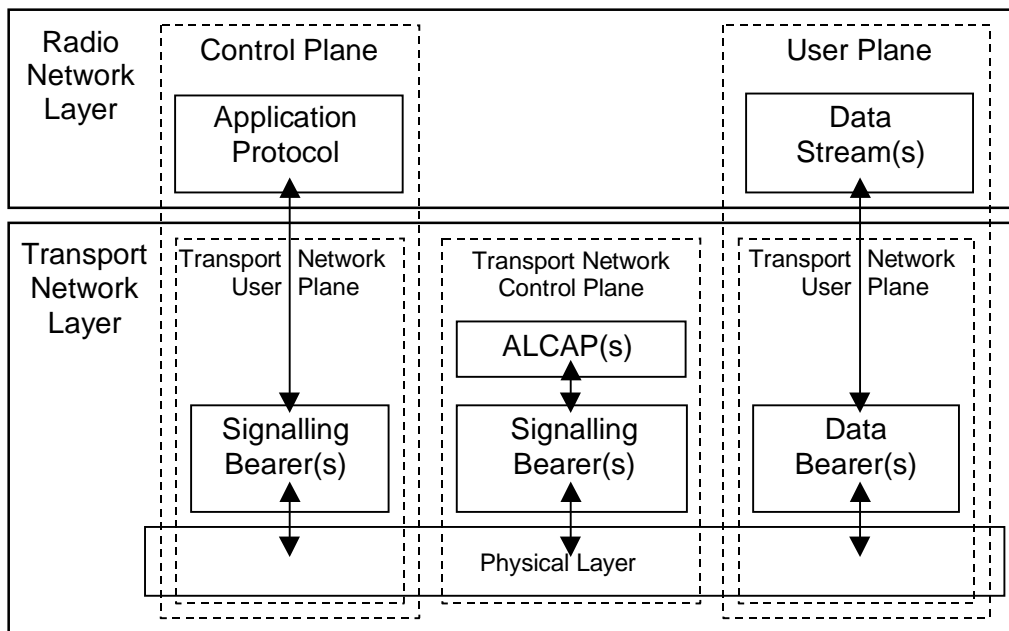 Radio
Network
Layer
Control Plane
User Plane
Application
Protocol
Data
Stream(s)
Transport
Network
Layer
Transport Network
User Plane
Transport Network
Control Plane
Transport Network
User Plane
ALCAP(s)
Signalling
Bearer(s)
Signalling
Bearer(s)
Data
Bearer(s)
Physical Layer